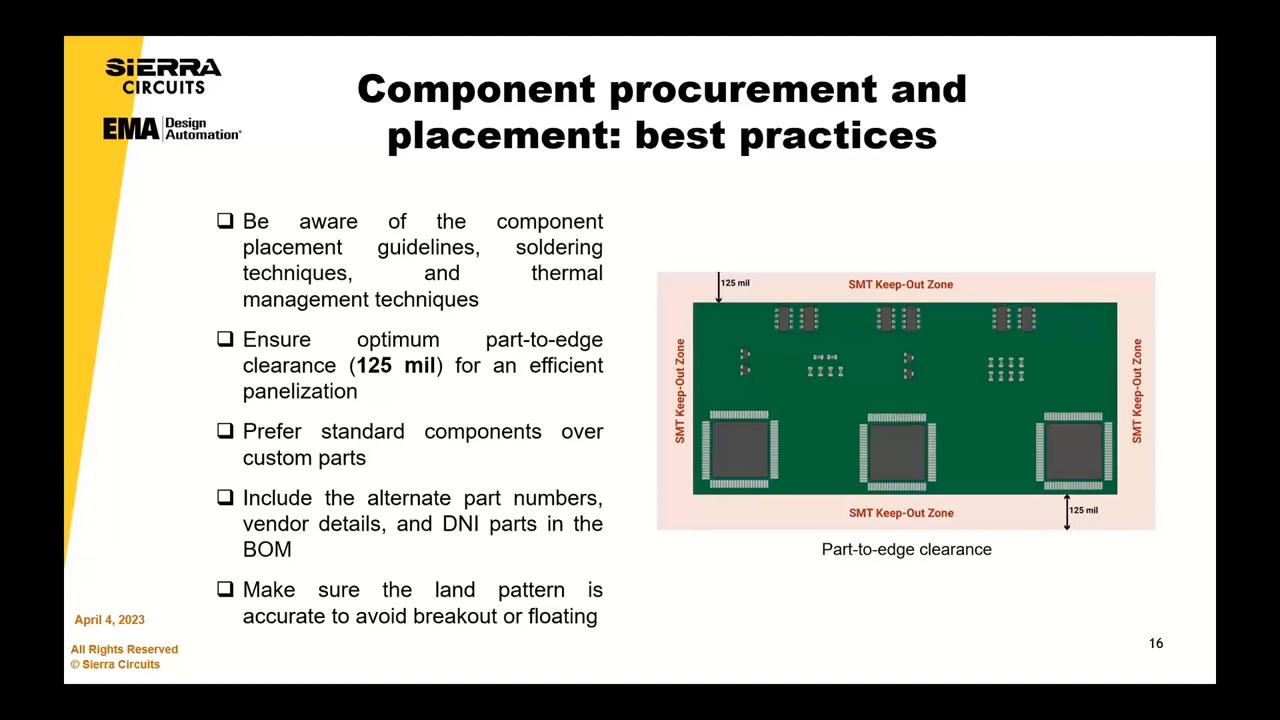 SIERRA
CIRCUITS
EMA Design
Automation®
Component procurement and
placement: best practices
❑ Be aware of the component
placement guidelines, soldering
techniques, and thermal
management techniques
❑ Ensure optimum part-to-edge
clearance (125 mil) for an efficient
panelization
❑ Prefer standard components over
custom parts
❑ Include the alternate part numbers,
vendor details, and DNI parts in the
BOM
❑ Make sure the land pattern is
accurate to avoid breakout or floating
125 mil
SMT Keep-Out Zone
SMT Keep-Out Zone
SMT Keep-Out Zone
SMT Keep-Out Zone
125 mil
Part-to-edge clearance
April 4, 2023
All Rights Reserved
© Sierra Circuits
16